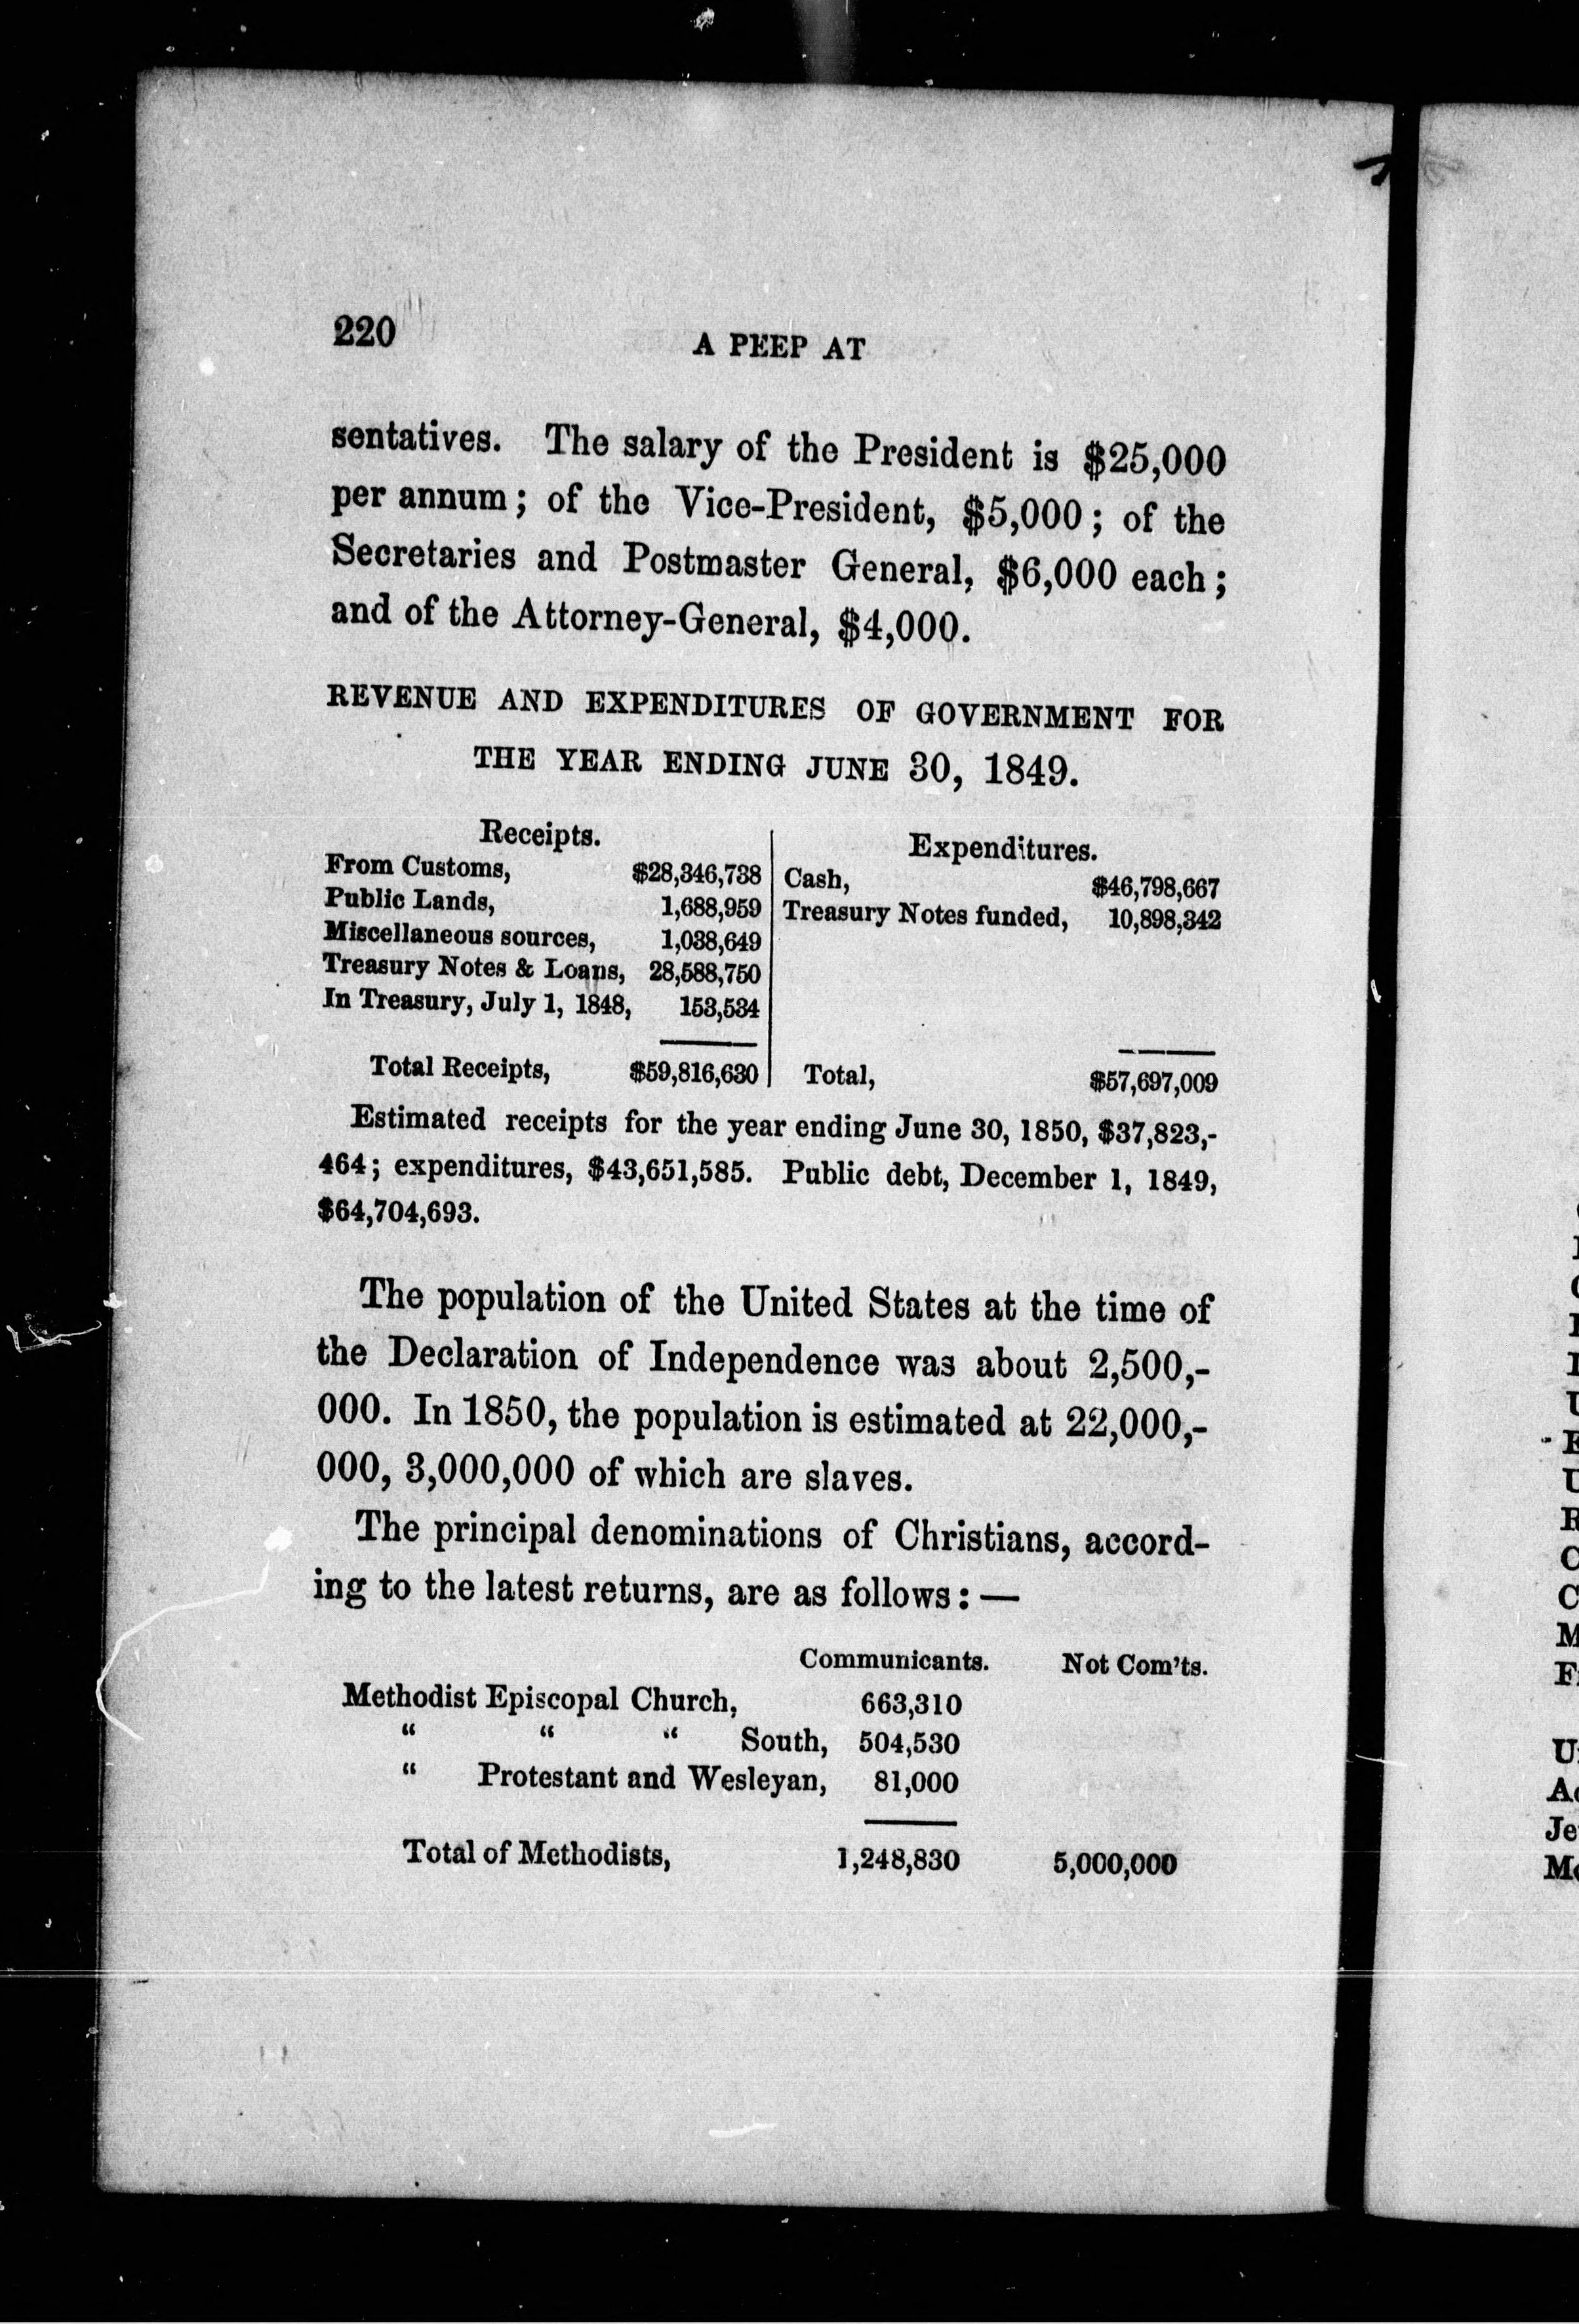 220
A PEEP AT
sentatives. The salary of the President is $25,000
per annum; of the Vice-President, $5,000; of the
Secretaries and Postmaster General, $6,000 each;
and of the Attorney-General, $4,000.
REVENUE AND EXPENDITURES OF GOVERNMENT FOR
THE YEAR ENDING JUNE 30, 1849.
Receipts.
From Customs, $28,346,738
Public Lands, 1,688,959
Miscellaneous sources, 1,038,649
Treasury Notes & Loans, 28,588,750
In Treasury, July 1, 1848, 153,534
Total Receipts, $59,816,630
Expenditures.
Cash, $46,798,667
Treasury Notes funded, 10,898,342
Total, $57,697,009
Estimated receipts for the year ending June 30, 1850, $37,823,-
464; expenditures, $43,651,585. Public debt, December 1, 1849,
$64,704,693.
The population of the United States at the time of
the Declaration of Independence was about 2,500,-
000. In 1850, the population is estimated at 22,000,-
000, 3,000,000 of which are slaves.
The principal denominations of Christians, accord-
ing to the latest returns, are as follows: —
Communicants. Not Com'ts.
Methodist Episcopal Church, 663,310
“ “ “ South, 504,530
“ Protestant and Wesleyan, 81,000
Total of Methodists, 1,248,830 5,000,000